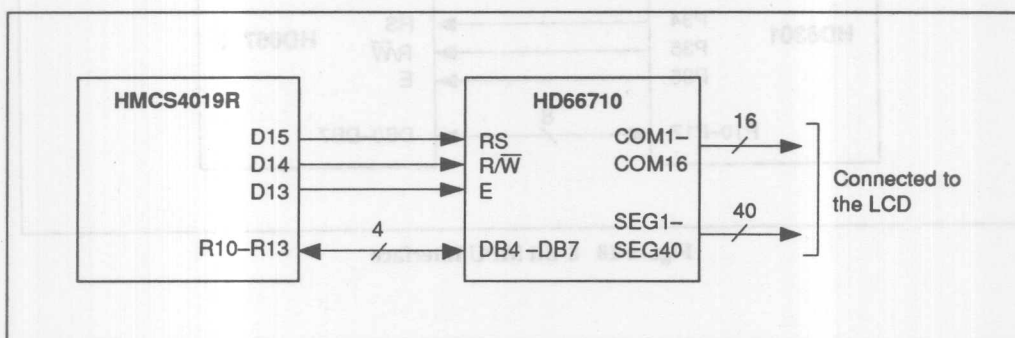 HMCS4019R
D15
D14
D13
R10–R13
4
HD66710
RS
R/W̅
E
DB4 –DB7
COM1–
COM16
SEG1–
SEG40
16
40
Connected to
the LCD